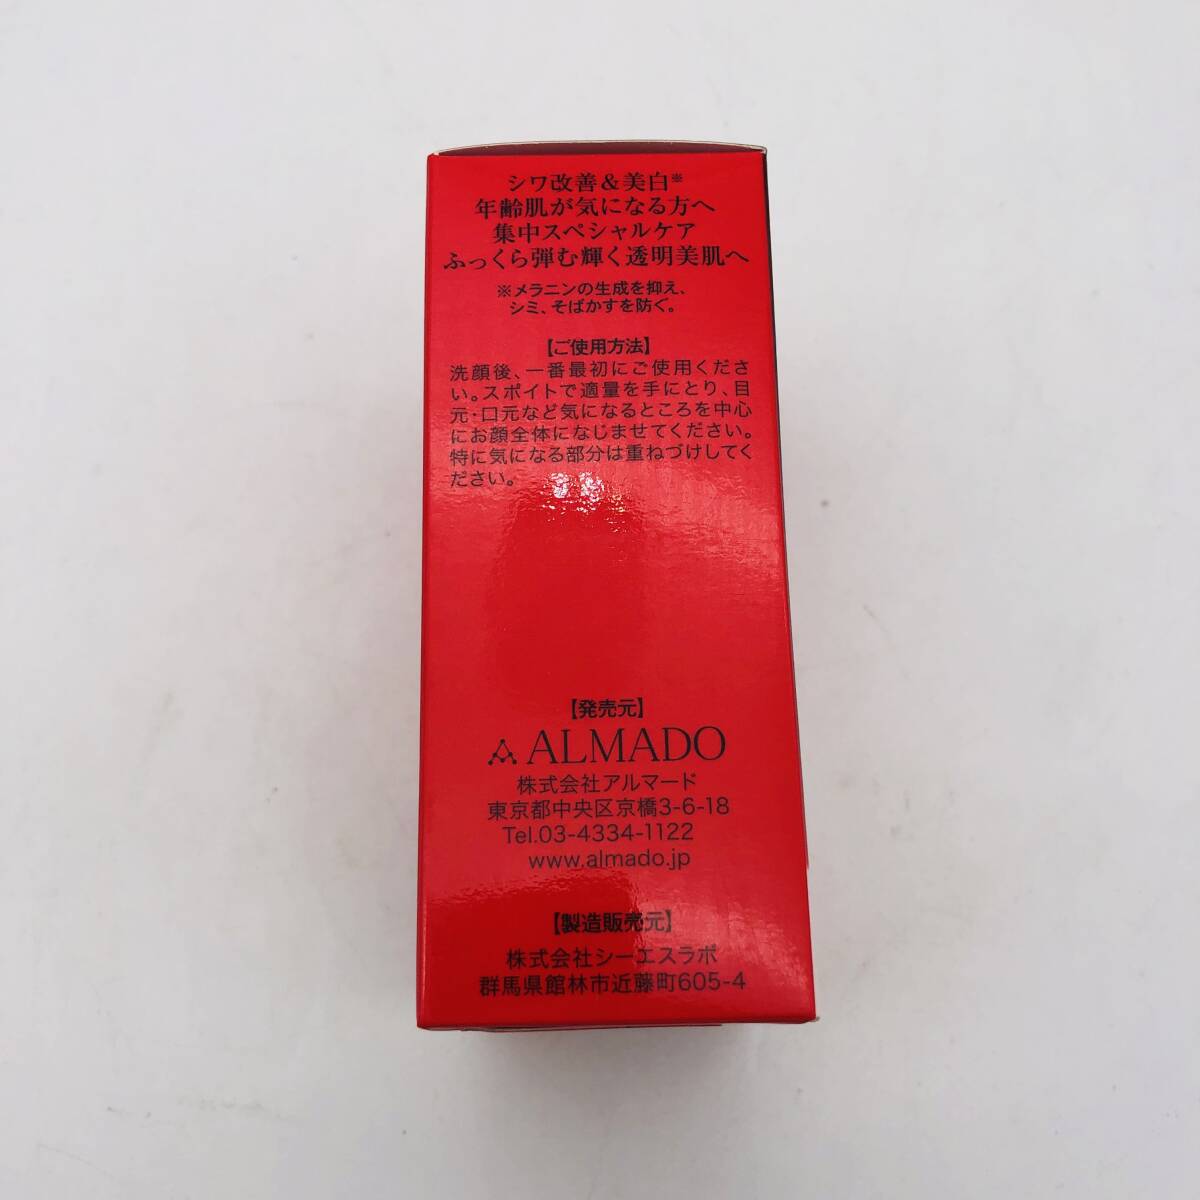 シワ改善＆美白※
年齢肌が気になる方へ
集中スペシャルケア
ふっくら弾む輝く透明美肌へ
※メラニンの生成を抑え、
シミ、そばかすを防ぐ。
【ご使用方法】
洗顔後、一番最初にご使用くださ
い。スポイトで適量を手にとり、目
元・口元など気になるところを中心
にお顔全体になじませてください。
特に気になる部分は重ねづけしてく
ださい。
【発売元】
ALMADO
株式会社アルマード
東京都中央区京橋3-6-18
Tel.03-4334-1122
www.almado.jp
【製造販売元】
株式会社シーエスラボ
群馬県館林市近藤町605-4